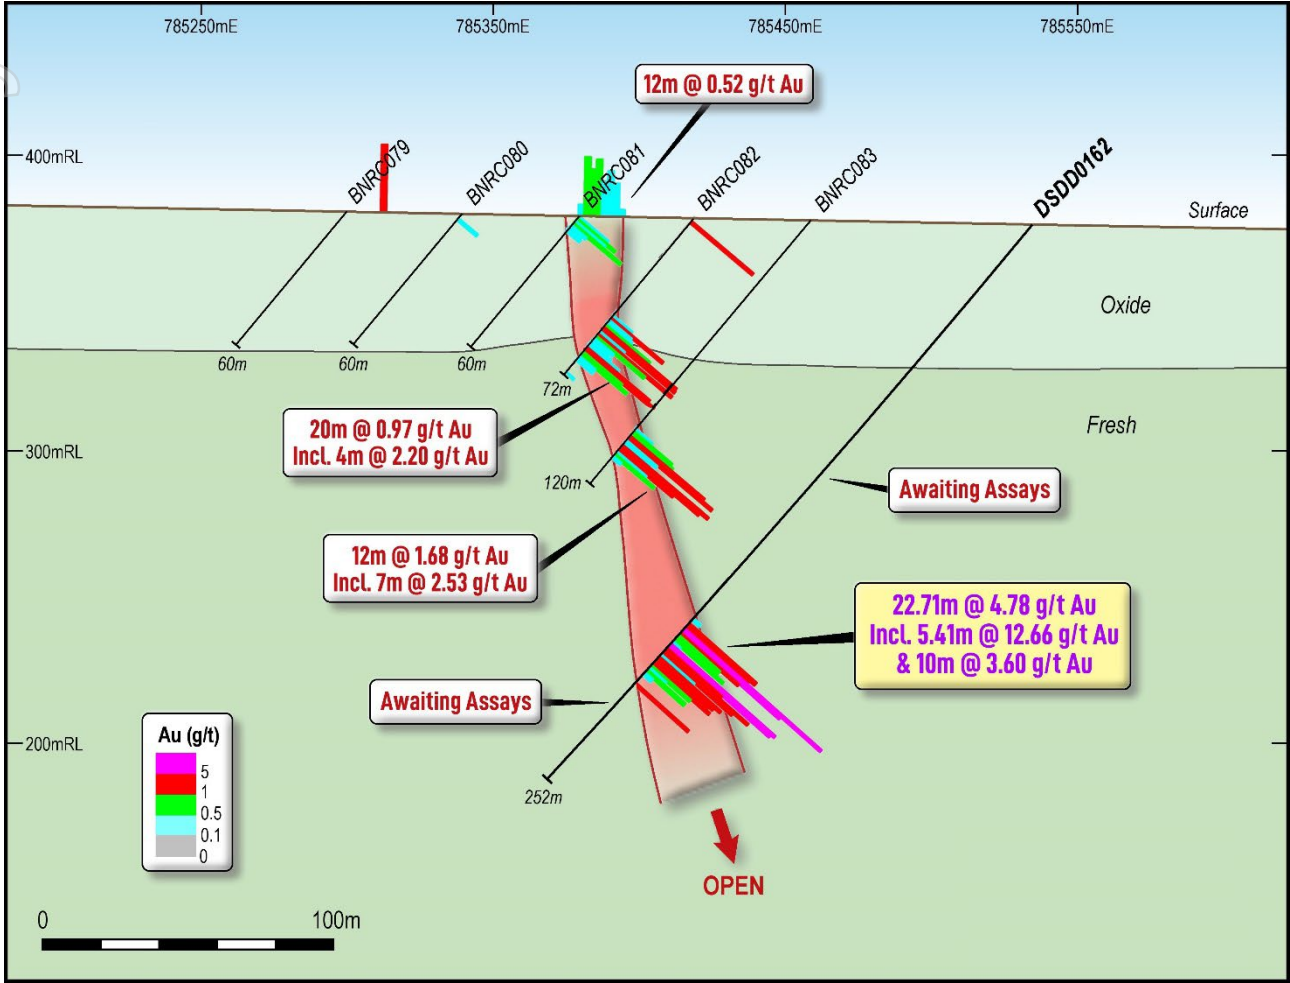 785250mE
785350mE
785450mE
785550mE
12m @ 0.52 g/t Au
400mRL
BNRC079
BNRC080
BNRC081
BNRC082
BNRC083
DSDD0162
Surface
Oxide
60m
60m
60m
72m
Fresh
20m @ 0.97 g/t Au
Incl. 4m @ 2.20 g/t Au
300mRL
120m
Awaiting Assays
12m @ 1.68 g/t Au
Incl. 7m @ 2.53 g/t Au
22.71m @ 4.78 g/t Au
Incl. 5.41m @ 12.66 g/t Au
& 10m @ 3.60 g/t Au
Awaiting Assays
200mRL
252m
Au (g/t)
5
1
0.5
0.1
0
OPEN
0
100m